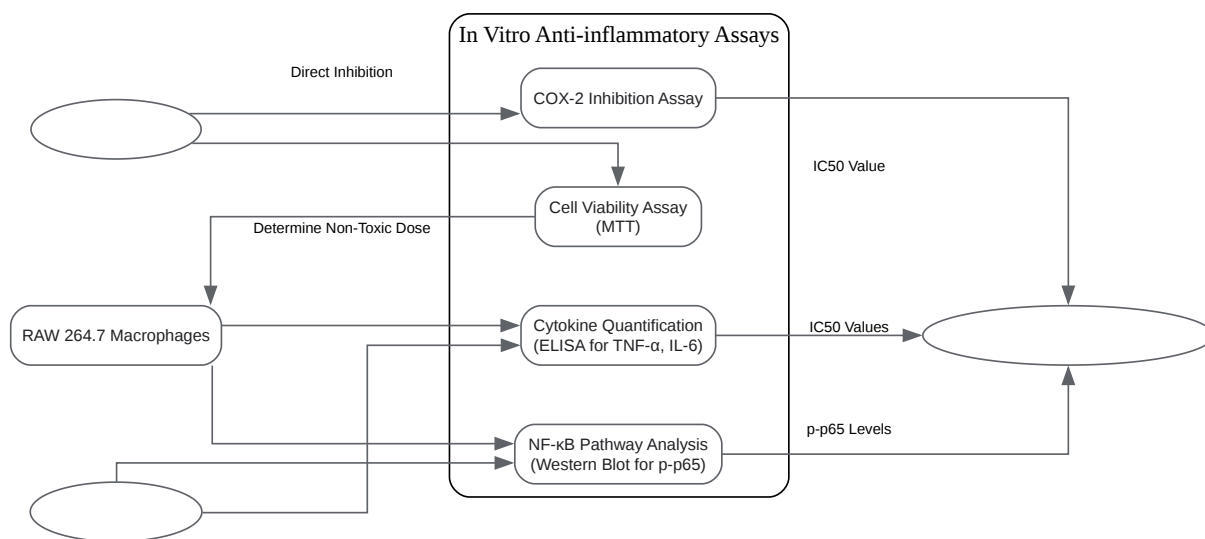 In Vitro Anti-inflammatory Assays
Direct Inhibition
COX-2 Inhibition Assay
IC50 Value
Cell Viability Assay
(MTT)
Determine Non-Toxic Dose
RAW 264.7 Macrophages
Cytokine Quantification
(ELISA for TNF-α, IL-6)
IC50 Values
NF-κB Pathway Analysis
(Western Blot for p-p65)
p-p65 Levels